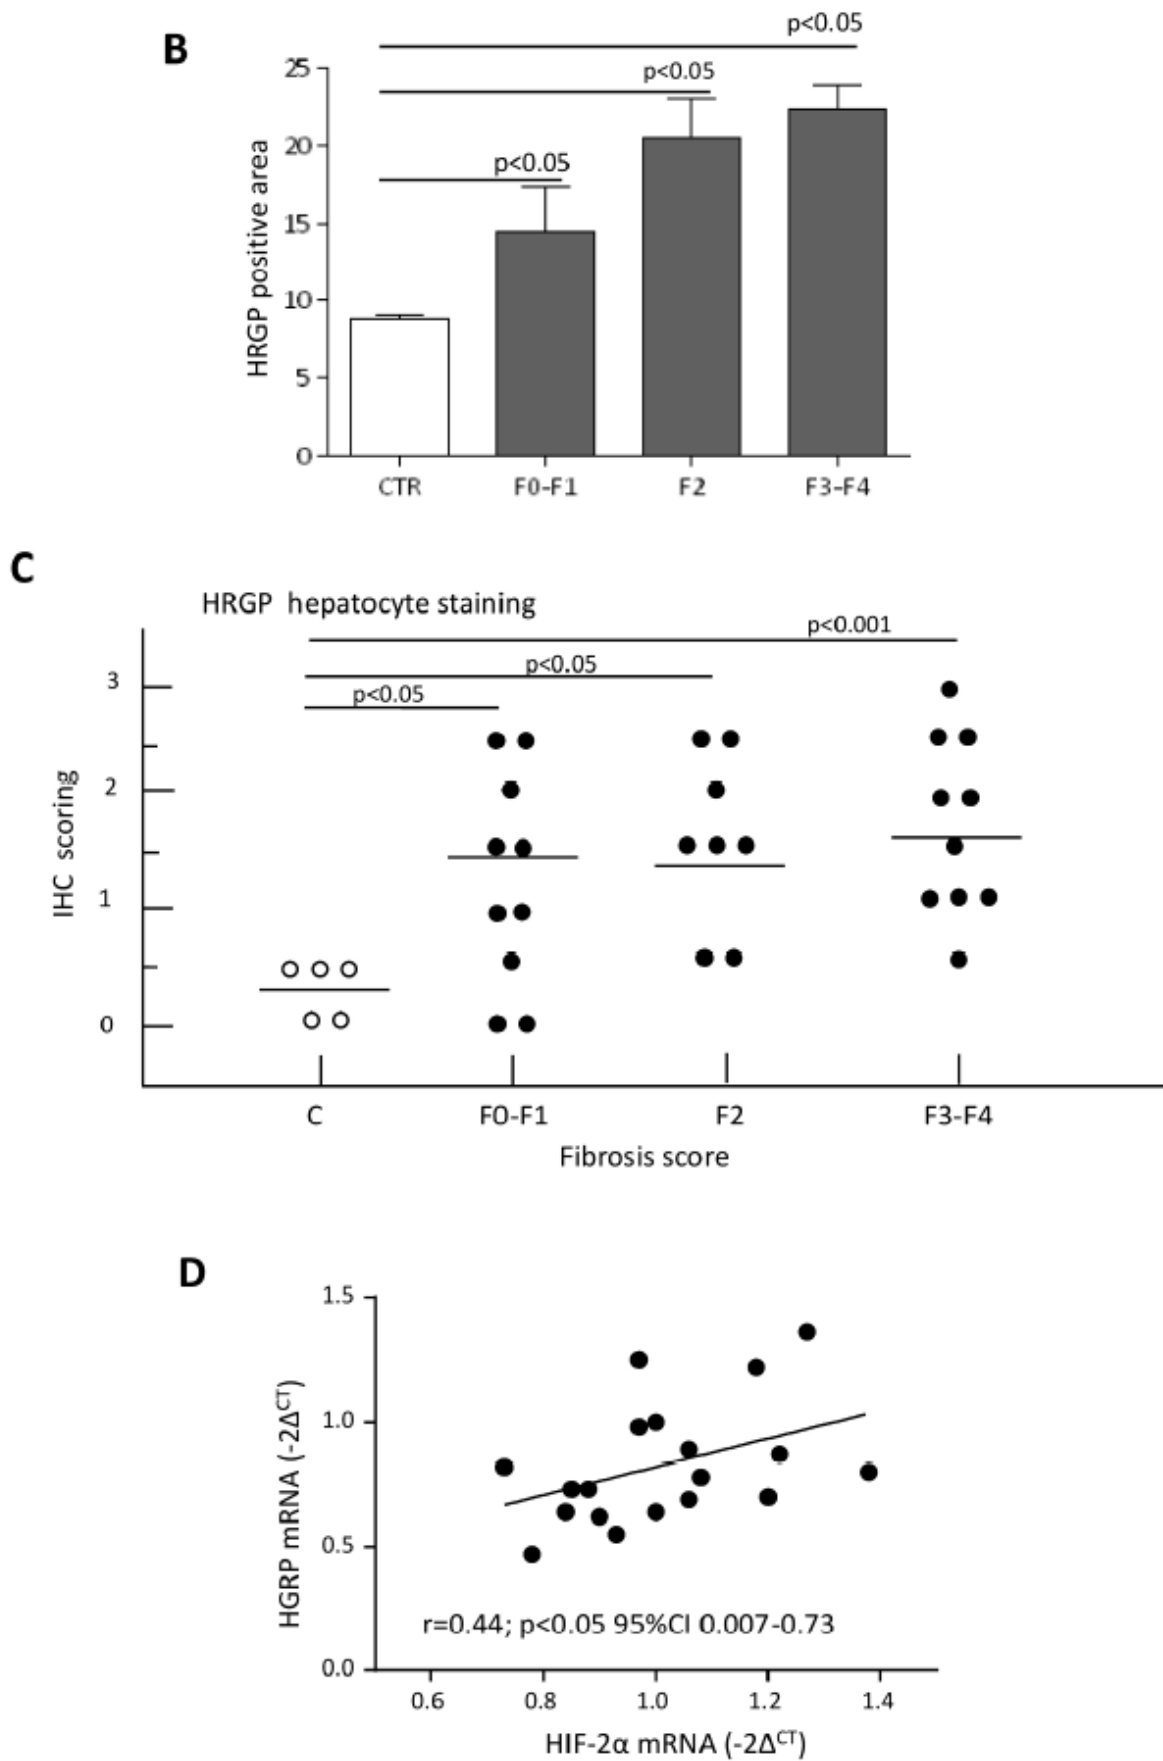 B
p<0.05
p<0.05
p<0.05
HRGP positive area
25
20
15
10
5
0
CTR F0-F1 F2 F3-F4
C
HRGP hepatocyte staining
p<0.001
p<0.05
p<0.05
IHC scoring
3
2
1
0
C F0-F1 F2 F3-F4
Fibrosis score
D
HGRP mRNA (-2Δ^CT)
1.5
1.0
0.5
0.0
r=0.44; p<0.05 95%CI 0.007-0.73
0.6 0.8 1.0 1.2 1.4
HIF-2α mRNA (-2Δ^CT)